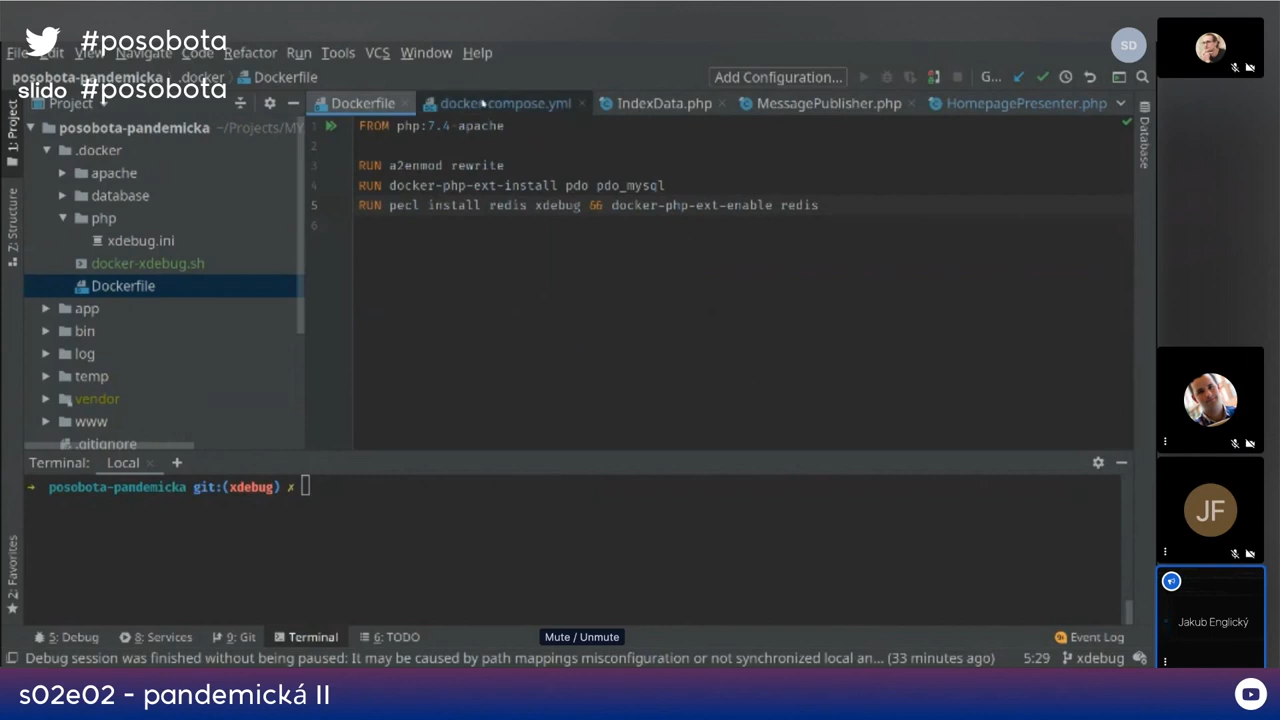 #posobota
slido #posobota
File Edit View Navigate Code Refactor Run Tools VCS Window Help
posobota-pandemicka .docker Dockerfile
Add Configuration... G...
SD
1: Project
Z: Structure
2: Favorites
Project
posobota-pandemicka ~/Projects/MY
.docker
apache
database
php
xdebug.ini
docker-xdebug.sh
Dockerfile
app
bin
log
temp
vendor
www
.gitignore
Dockerfile docker-compose.yml IndexData.php MessagePublisher.php HomepagePresenter.php
Database
1 FROM php:7.4-apache
2
3 RUN a2enmod rewrite
4 RUN docker-php-ext-install pdo pdo_mysql
5 RUN pecl install redis xdebug && docker-php-ext-enable redis
6
Terminal: Local +
→ posobota-pandemicka git:(xdebug) ✗
JF
Jakub Englický
5: Debug 8: Services 9: Git Terminal 6: TODO
Mute / Unmute
Event Log
Debug session was finished without being paused: It may be caused by path mappings misconfiguration or not synchronized local an... (33 minutes ago)
5:29 xdebug
s02e02 - pandemická II